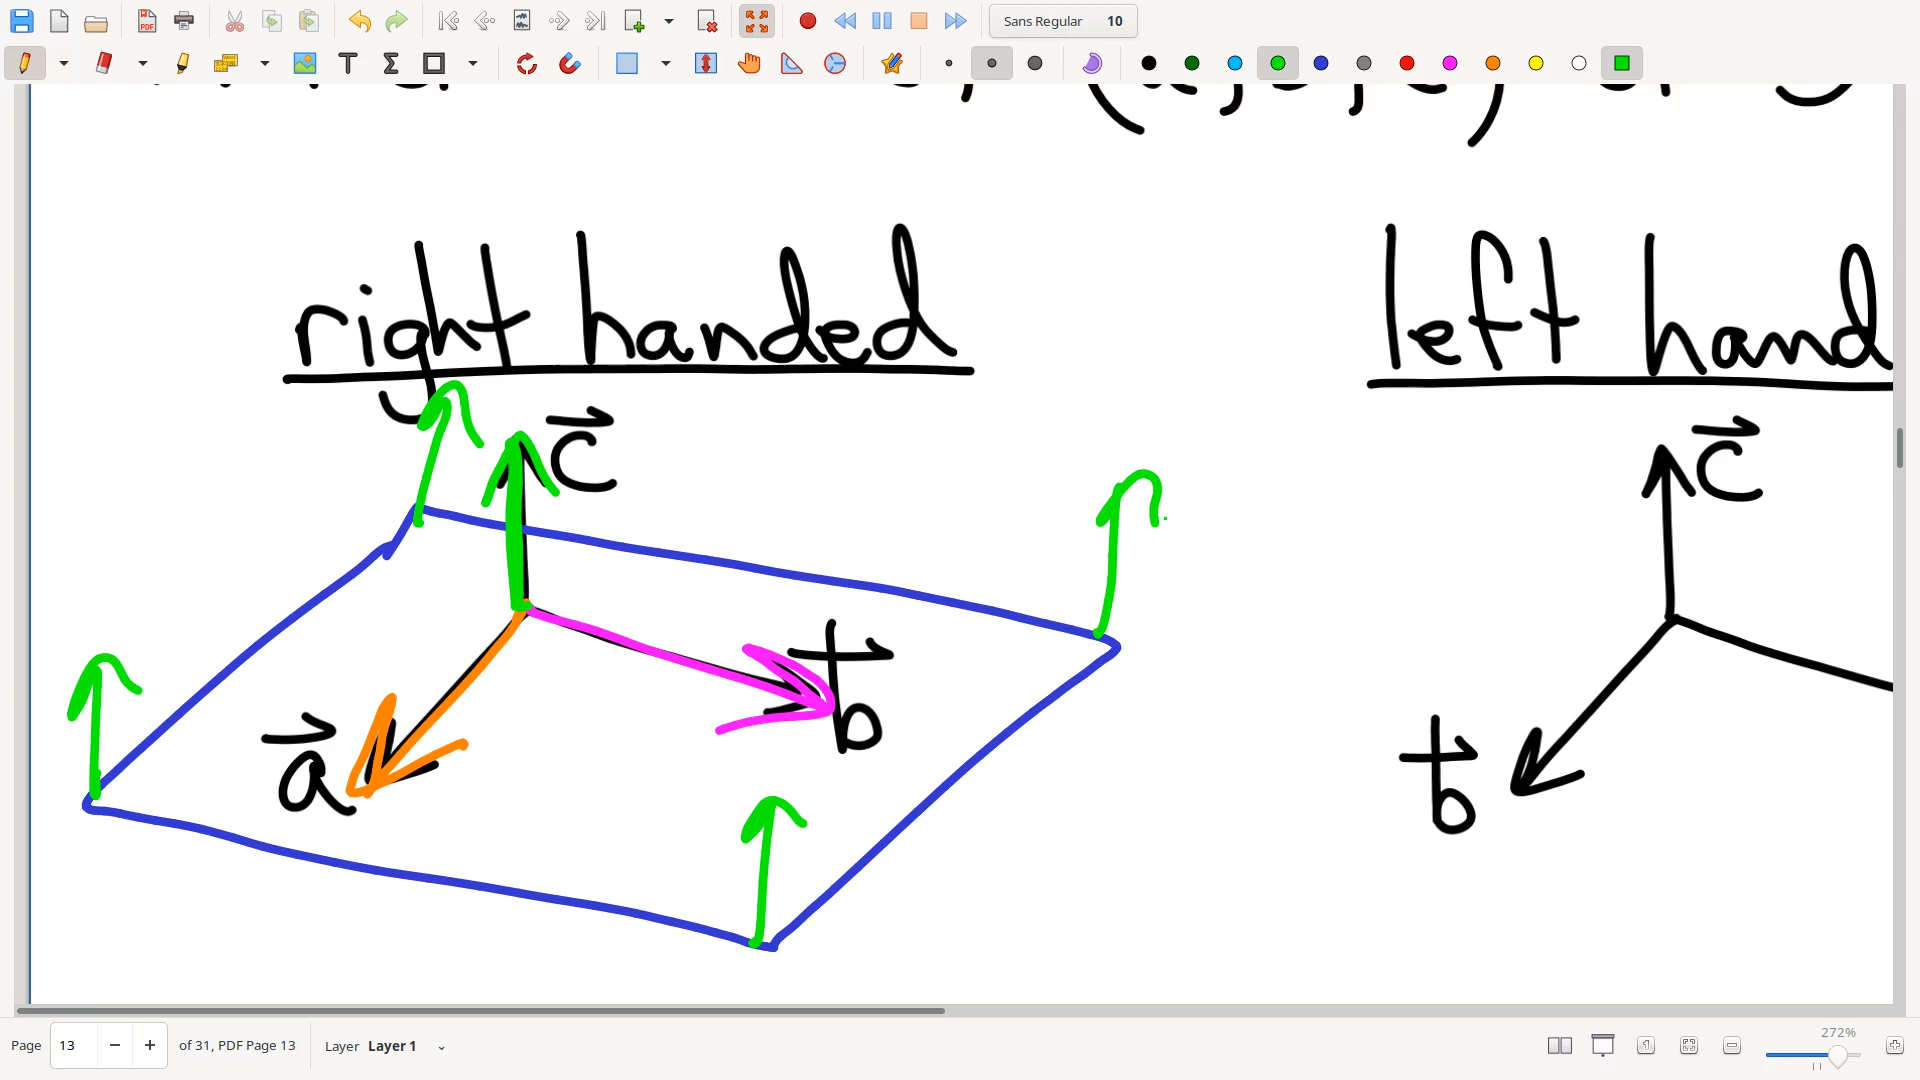 Sans Regular 10
right handed
left hand
c
c
b
a
b
Page 13 of 31, PDF Page 13 Layer Layer 1 272%